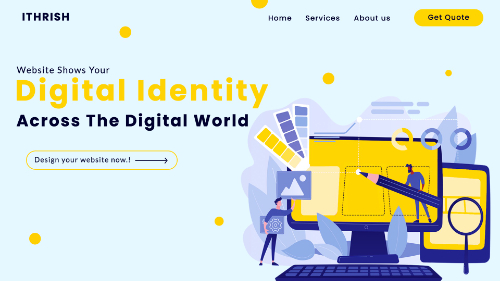 ITHRISH
Home Services About us Get Quote
Website Shows Your
Digital Identity
Across The Digital World
Design your website now.!